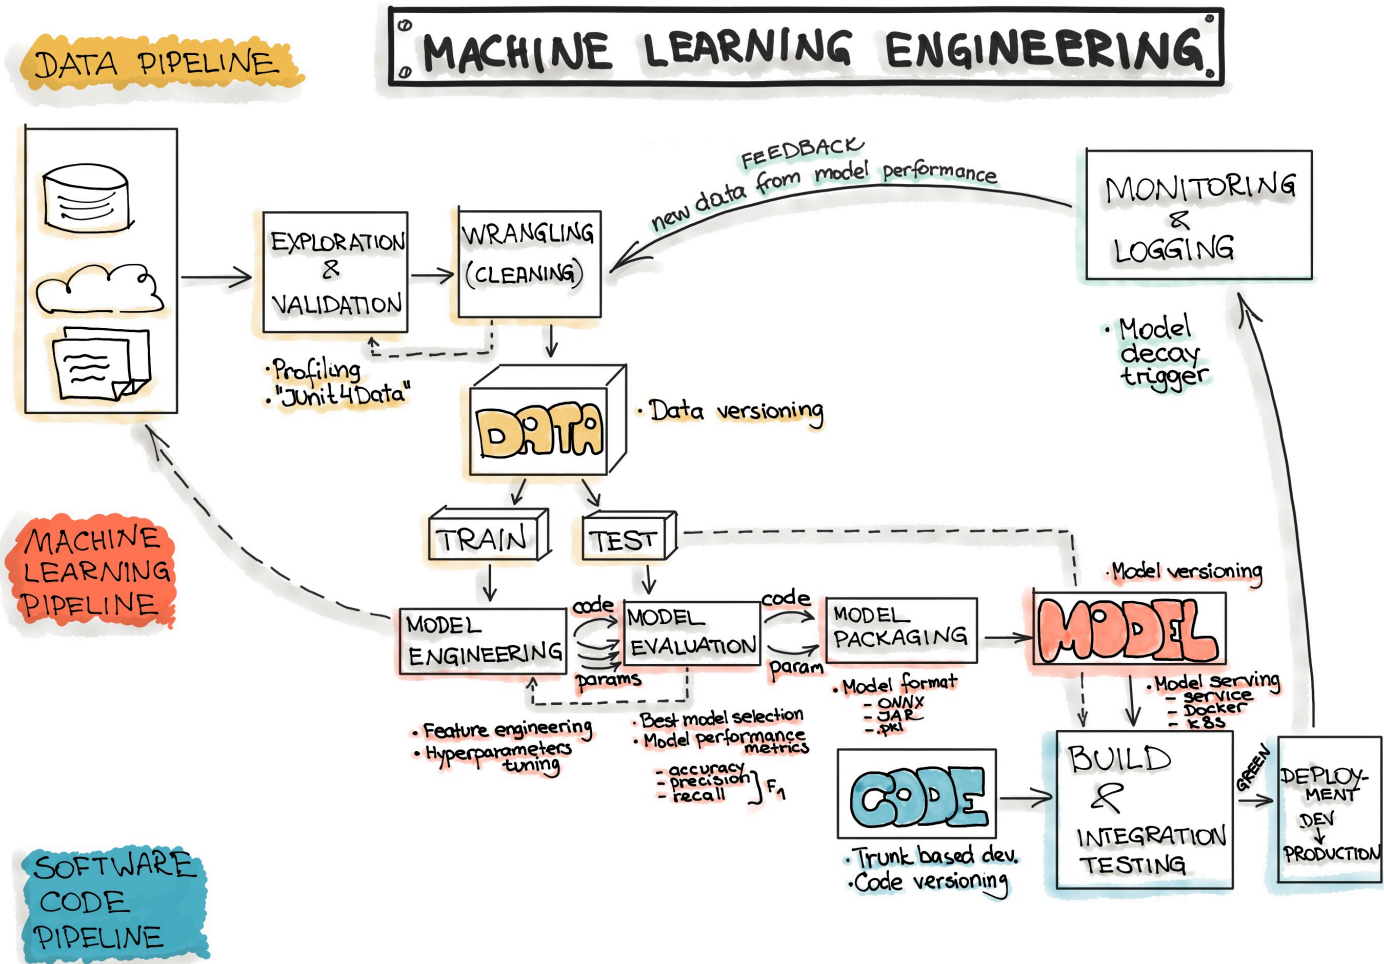 DATA PIPELINE
MACHINE LEARNING ENGINEERING
FEEDBACK
new data from model performance
MONITORING
&
LOGGING
• Model
decay
trigger
EXPLORATION
&
VALIDATION
WRANGLING
(CLEANING)
• Profiling
• "JUnit4Data"
DATA
• Data versioning
TRAIN
TEST
MACHINE
LEARNING
PIPELINE
MODEL
ENGINEERING
code
params
MODEL
EVALUATION
code
param
MODEL
PACKAGING
• Model versioning
MODEL
• Feature engineering
• Hyperparameters
tuning
• Best model selection
• Model performance
metrics
- accuracy
- precision
- recall
F1
• Model format
- ONNX
- JAR
- .pkl
• Model serving
- service
- Docker
- K8s
CODE
• Trunk based dev.
• Code versioning
BUILD
&
INTEGRATION
TESTING
GREEN
DEPLOY-
MENT
DEV
↓
PRODUCTION
SOFTWARE
CODE
PIPELINE